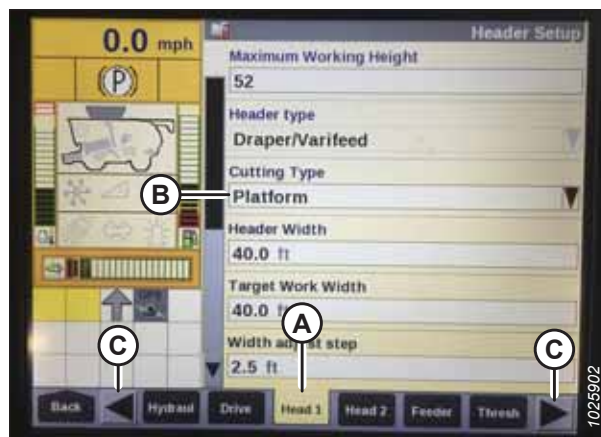 0.0 mph
(P)
Header Setup
Maximum Working Height
52
Header type
Draper/Varifeed
Cutting Type
B
Platform
Header Width
40.0 ft
Target Work Width
40.0 ft
A
Width adjust step
2.5 ft
C
C
Back
Hydraul
Drive
Head 1
Head 2
Feeder
Thresh
1025902